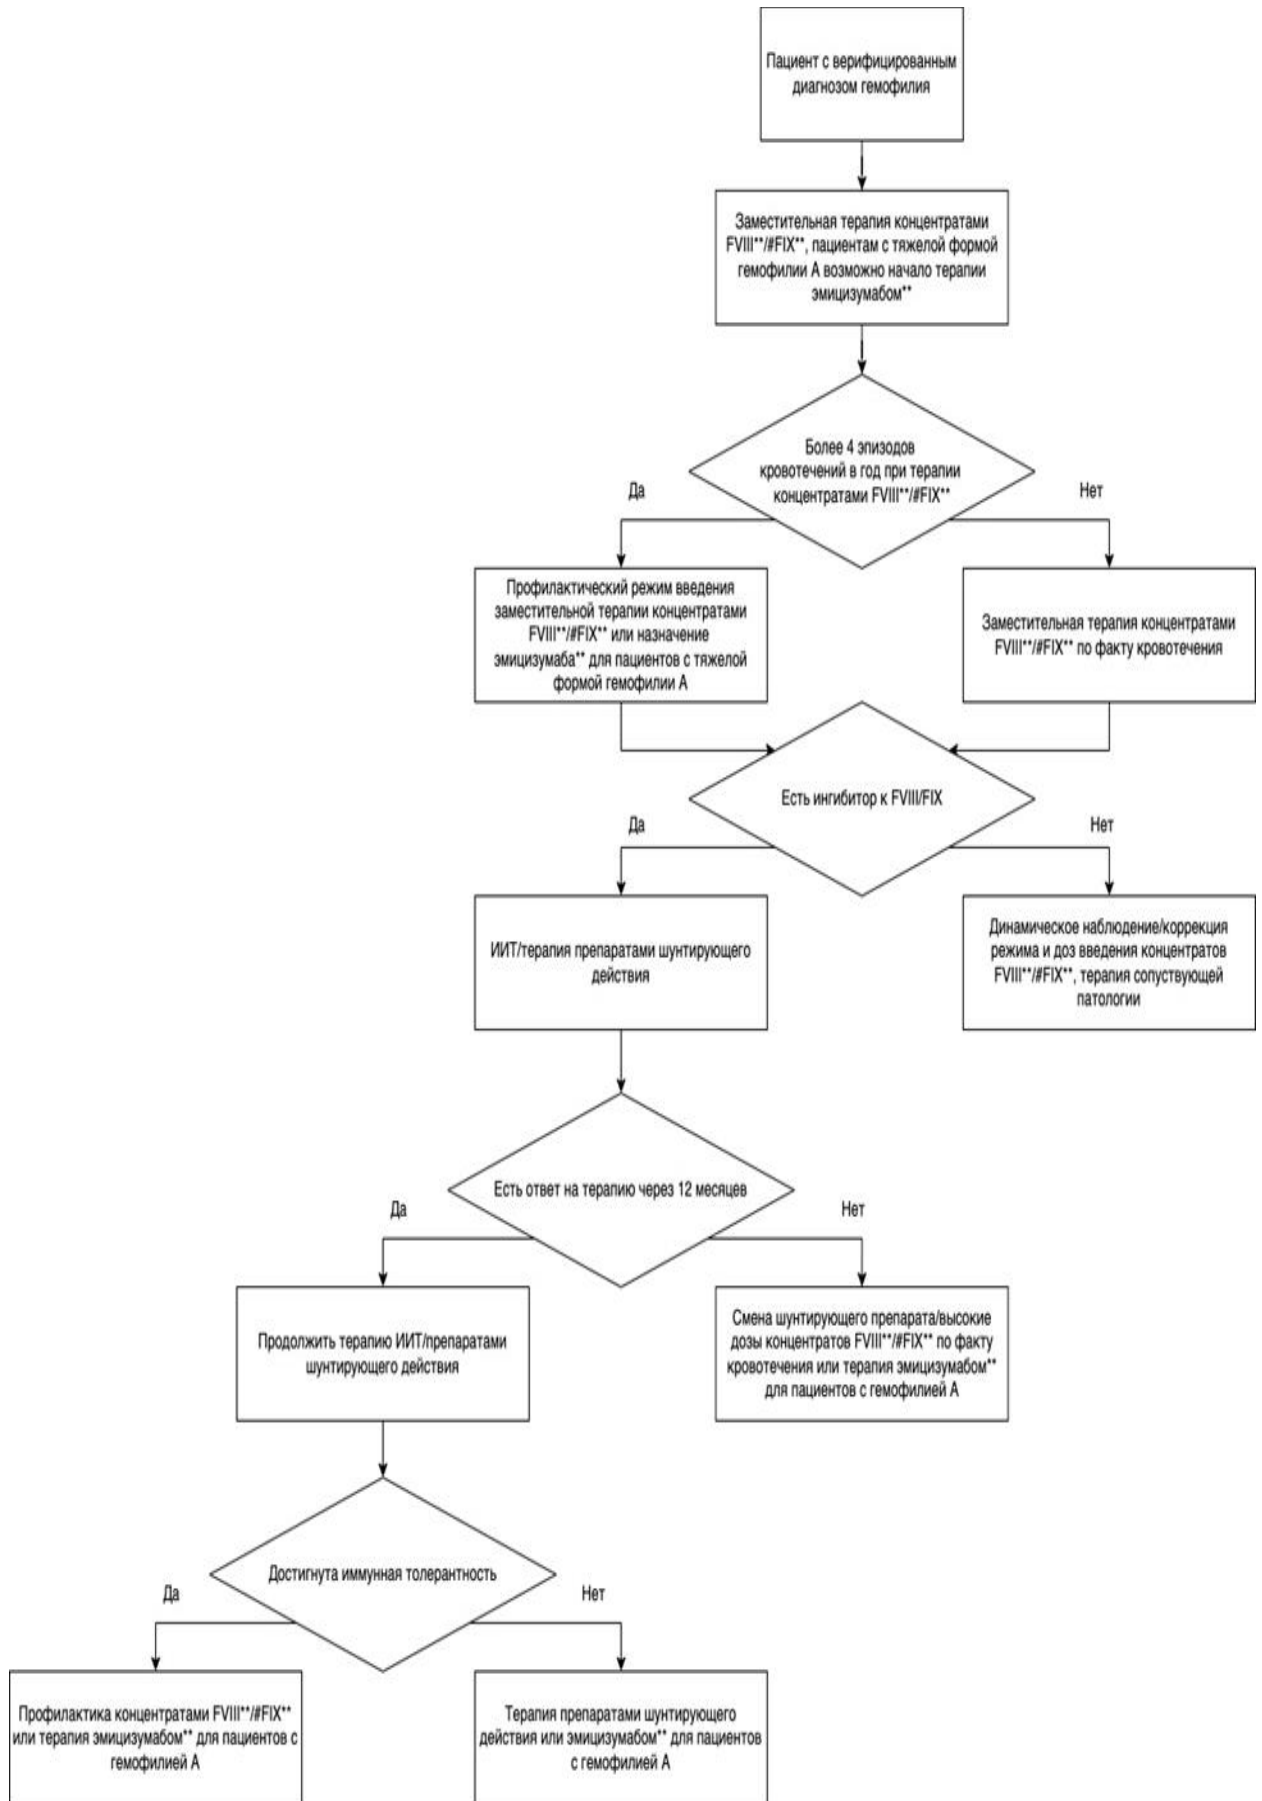 Пациент с верифицированным
диагнозом гемофилия
Заместительная терапия концентратами
FVIII**/#FIX**, пациентам с тяжелой формой
гемофилии А возможно начало терапии
эмицизумабом**
Более 4 эпизодов
кровотечений в год при терапии
концентратами FVIII**/#FIX**
Да
Нет
Профилактический режим введения
заместительной терапии концентратами
FVIII**/#FIX** или назначение
эмицизумаба** для пациентов с тяжелой
формой гемофилии А
Заместительная терапия концентратами
FVIII**/#FIX** по факту кровотечения
Есть ингибитор к FVIII/FIX
Да
Нет
ИИТ/терапия препаратами шунтирующего
действия
Динамическое наблюдение/коррекция
режима и доз введения концентратов
FVIII**/#FIX**, терапия сопуствующей
патологии
Есть ответ на терапию через 12 месяцев
Да
Нет
Продолжить терапию ИИТ/препаратами
шунтирующего действия
Смена шунтирующего препарата/высокие
дозы концентратов FVIII**/#FIX** по факту
кровотечения или терапия эмицизумабом**
для пациентов с гемофилией А
Достигнута иммунная толерантность
Да
Нет
Профилактика концентратами FVIII**/#FIX**
или терапия эмицизумабом** для пациентов с
гемофилией А
Терапия препаратами шунтирующего
действия или эмицизумабом** для пациентов
с гемофилией А